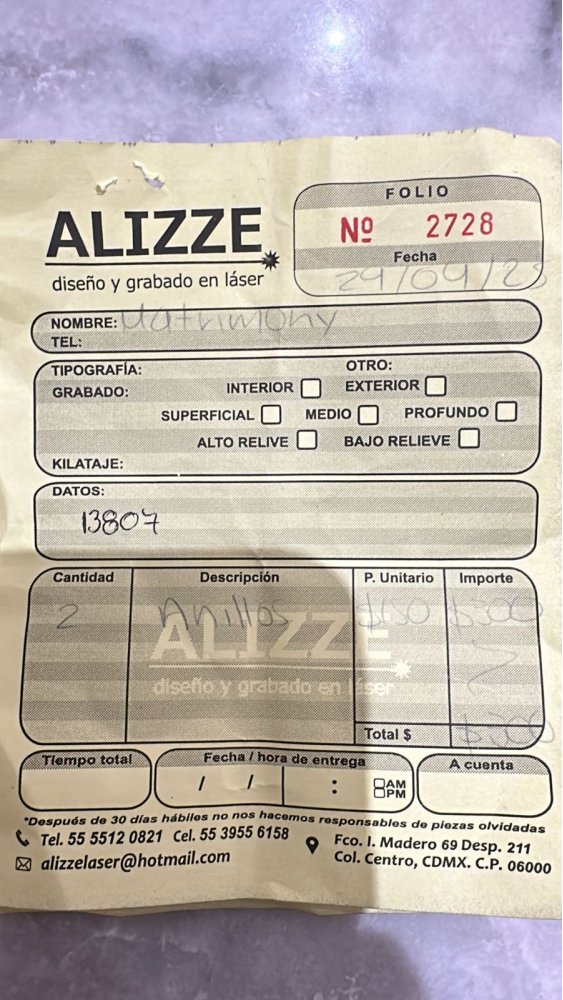 ALIZZE
diseño y grabado en láser
FOLIO
Nº 2728
Fecha
29/09/25
NOMBRE: Matrimony
TEL:
TIPOGRAFÍA: OTRO:
GRABADO: INTERIOR EXTERIOR
SUPERFICIAL MEDIO PROFUNDO
ALTO RELIVE BAJO RELIEVE
KILATAJE:
DATOS:
13807
Cantidad Descripción P. Unitario Importe
2 Anillos $150 $300
ALIZZE
diseño y grabado en láser
Total $ $300
Tiempo total Fecha / hora de entrega A cuenta
/ / : AM
PM
*Después de 30 días hábiles no nos hacemos responsables de piezas olvidadas
Tel. 55 5512 0821 Cel. 55 3955 6158
alizzelaser@hotmail.com
Fco. I. Madero 69 Desp. 211
Col. Centro, CDMX. C.P. 06000